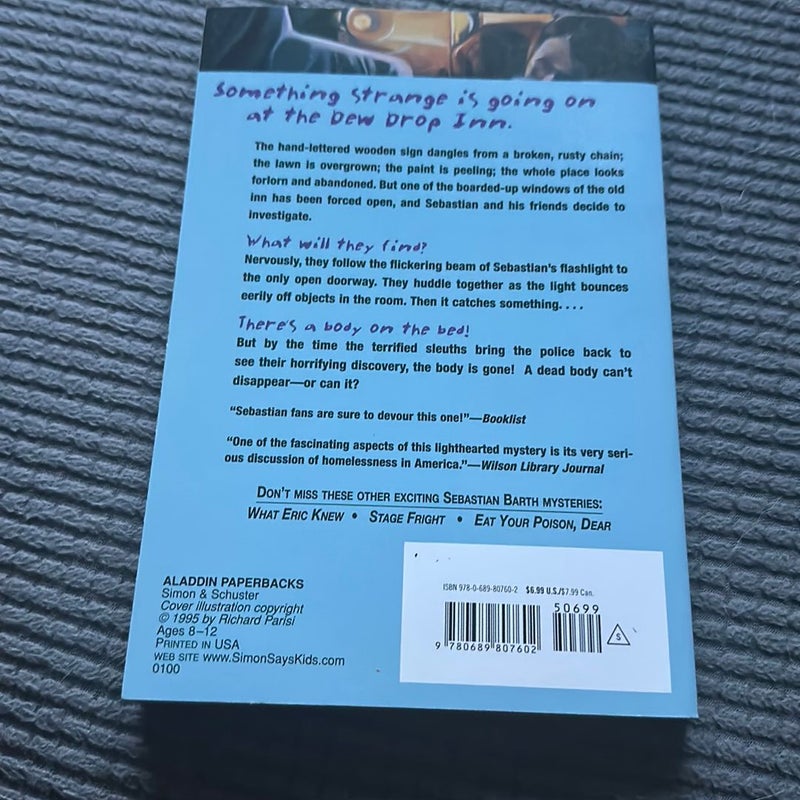 Something strange is going on
at the Dew Drop Inn.
The hand-lettered wooden sign dangles from a broken, rusty chain;
the lawn is overgrown; the paint is peeling; the whole place looks
forlorn and abandoned. But one of the boarded-up windows of the old
inn has been forced open, and Sebastian and his friends decide to
investigate.
What will they find?
Nervously, they follow the flickering beam of Sebastian's flashlight to
the only open doorway. They huddle together as the light bounces
eerily off objects in the room. Then it catches something. . . .
There's a body on the bed!
But by the time the terrified sleuths bring the police back to
see their horrifying discovery, the body is gone! A dead body can't
disappear—or can it?
“Sebastian fans are sure to devour this one!”—Booklist
“One of the fascinating aspects of this lighthearted mystery is its very seri-
ous discussion of homelessness in America.”—Wilson Library Journal
DON'T MISS THESE OTHER EXCITING SEBASTIAN BARTH MYSTERIES:
WHAT ERIC KNEW • STAGE FRIGHT • EAT YOUR POISON, DEAR
ALADDIN PAPERBACKS
Simon & Schuster
Cover illustration copyright
© 1995 by Richard Parisi
Ages 8–12
PRINTED IN USA
WEB SITE www.SimonSaysKids.com
0100
ISBN 978-0-689-80760-2 $6.99 U.S./$7.99 Can.
50699
9 780689 807602
S